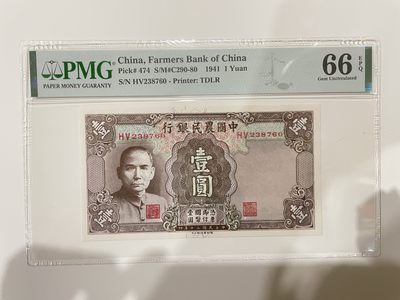 PMG
PAPER MONEY GUARANTY
China, Farmers Bank of China
Pick# 474 S/M#C290-80 1941 1 Yuan
S/N HV238760 - Printer: TDLR
66 EPQ
Gem Uncirculated
行銀民農國中
HV238760 HV238760
壹 壹
壹圓
壹 壹